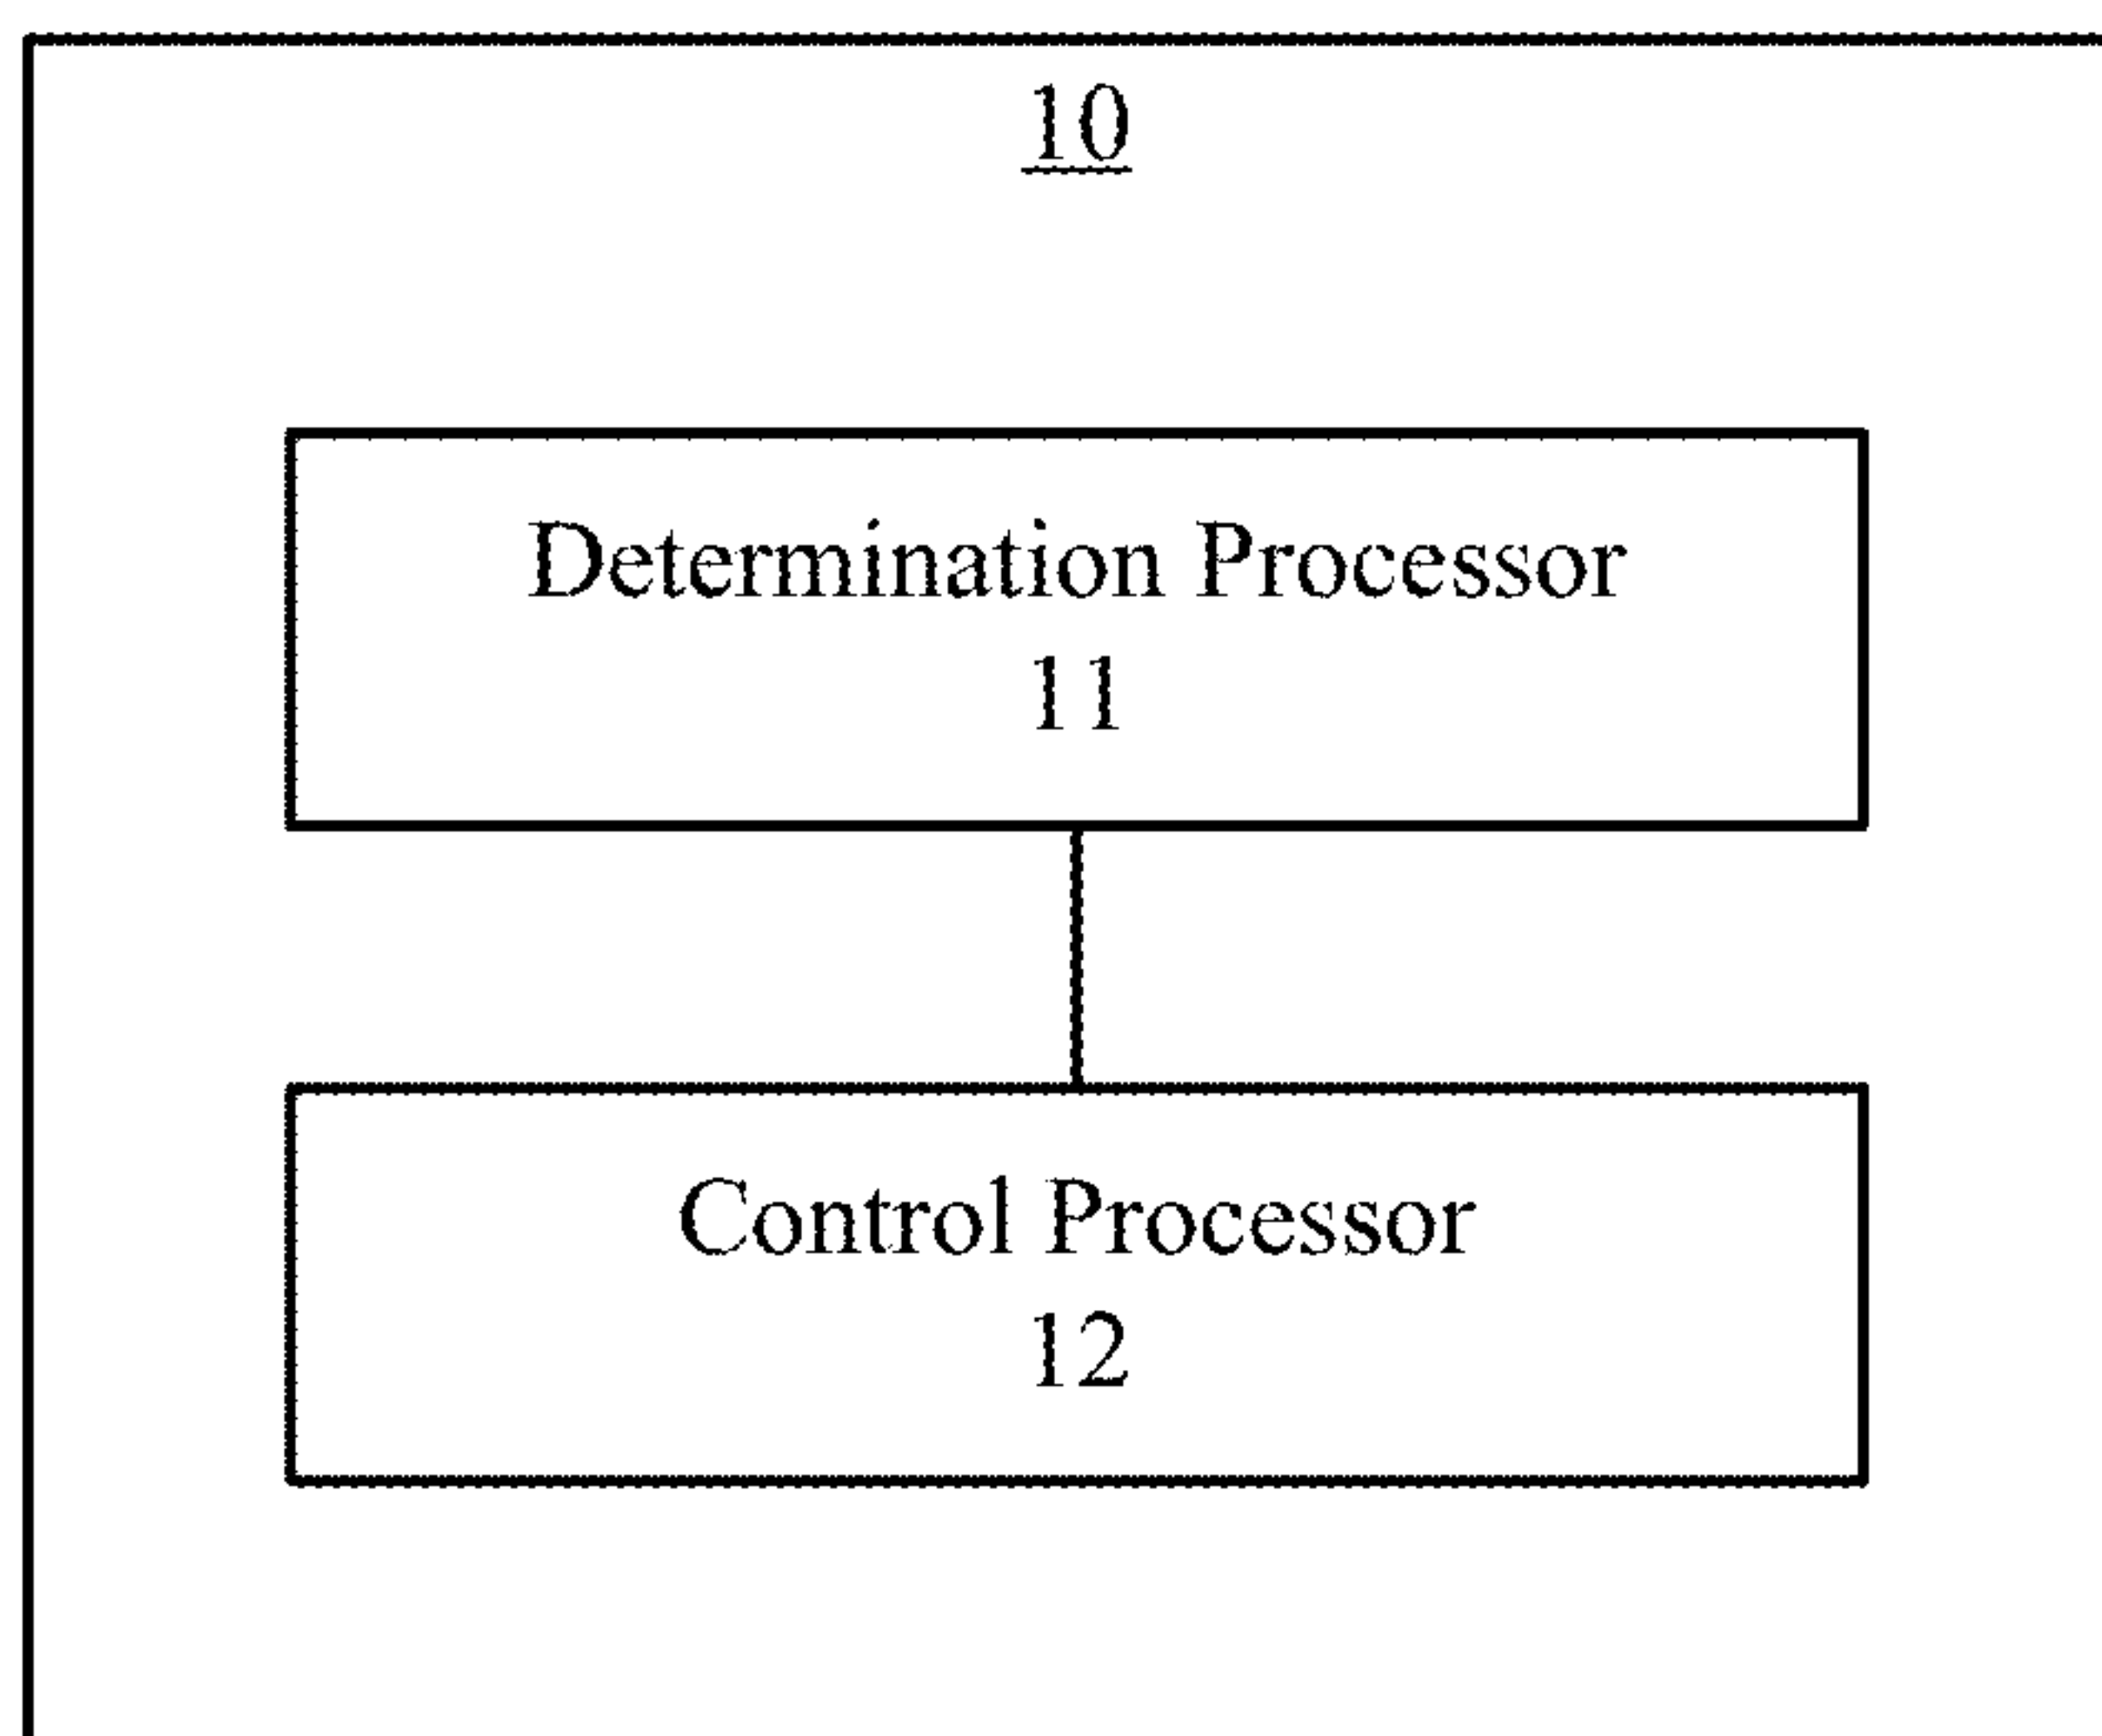 10
Determination Processor
11
Control Processor
12